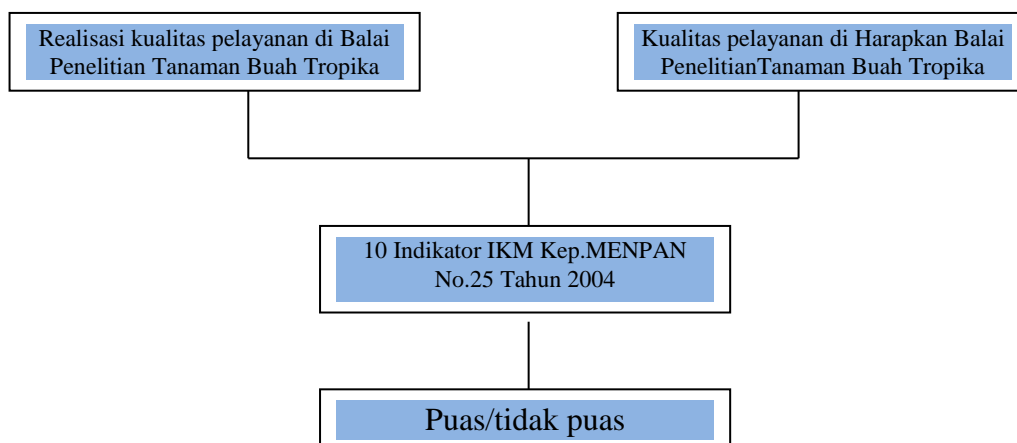 Realisasi kualitas pelayanan di Balai
Penelitian Tanaman Buah Tropika
Kualitas pelayanan di Harapkan Balai
PenelitianTanaman Buah Tropika
10 Indikator IKM Kep.MENPAN
No.25 Tahun 2004
Puas/tidak puas